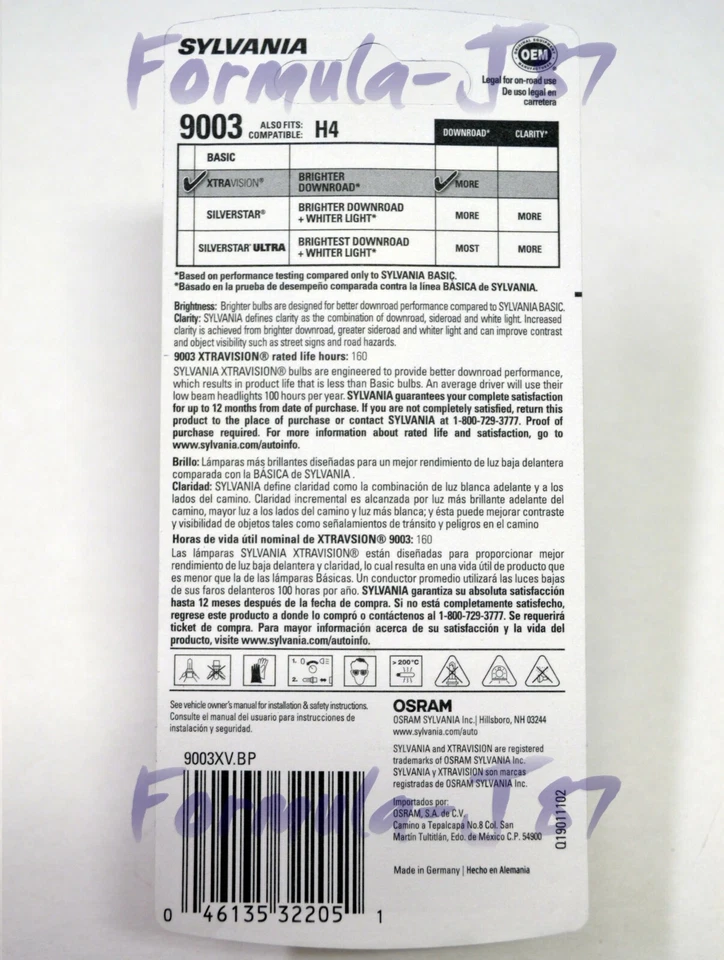 SYLVANIA
Formula-J87
ORIGINAL EQUIPMENT
OEM
MANUFACTURER
Legal for on-road use
De uso legal en
carretera
9003 ALSO FITS: COMPATIBLE: H4
DOWNROAD* CLARITY*
BASIC
XTRAVISION® BRIGHTER DOWNROAD* MORE
SILVERSTAR® BRIGHTER DOWNROAD + WHITER LIGHT* MORE MORE
SILVERSTAR® ULTRA BRIGHTEST DOWNROAD + WHITER LIGHT* MOST MORE
*Based on performance testing compared only to SYLVANIA BASIC.
*Basado en la prueba de desempeño comparada contra la línea BÁSICA de SYLVANIA.
Brightness: Brighter bulbs are designed for better downroad performance compared to SYLVANIA BASIC.
Clarity: SYLVANIA defines clarity as the combination of downroad, sideroad and white light. Increased
clarity is achieved from brighter downroad, greater sideroad and whiter light and can improve contrast
and object visibility such as street signs and road hazards.
9003 XTRAVISION® rated life hours: 160
SYLVANIA XTRAVISION® bulbs are engineered to provide better downroad performance,
which results in product life that is less than Basic bulbs. An average driver will use their
low beam headlights 100 hours per year. SYLVANIA guarantees your complete satisfaction
for up to 12 months from date of purchase. If you are not completely satisfied, return this
product to the place of purchase or contact SYLVANIA at 1-800-729-3777. Proof of
purchase required. For more information about rated life and satisfaction, go to
www.sylvania.com/autoinfo.
Brillo: Lámparas más brillantes diseñadas para un mejor rendimiento de luz baja delantera
comparada con la BÁSICA de SYLVANIA .
Claridad: SYLVANIA define claridad como la combinación de luz blanca adelante y a los
lados del camino. Claridad incremental es alcanzada por luz más brillante adelante del
camino, mayor luz a los lados del camino y luz más blanca; y ésta puede mejorar contraste
y visibilidad de objetos tales como señalamientos de tránsito y peligros en el camino
Horas de vida útil nominal de XTRAVSION® 9003: 160
Las lámparas SYLVANIA XTRAVISION® están diseñadas para proporcionar mejor
rendimiento de luz baja delantera y claridad, lo cual resulta en una vida útil de producto que
es menor que la de las lámparas Básicas. Un conductor promedio utilizará las luces bajas
de sus faros delanteros 100 horas por año. SYLVANIA garantiza su absoluta satisfacción
hasta 12 meses después de la fecha de compra. Si no está completamente satisfecho,
regrese este producto a donde lo compró o contáctenos al 1-800-729-3777. Se requerirá
ticket de compra. Para mayor información acerca de su satisfacción y la vida del
producto, visite www.sylvania.com/autoinfo.
1. 0
2.
> 200°C
See vehicle owner's manual for installation & safety instructions.
Consulte el manual del usuario para instrucciones de
instalación y seguridad.
OSRAM
OSRAM SYLVANIA Inc.| Hillsboro, NH 03244
www.sylvania.com/auto
SYLVANIA and XTRAVISION are registered
trademarks of OSRAM SYLVANIA Inc.
SYLVANIA y XTRAVISION son marcas
registradas de OSRAM SYLVANIA Inc.
9003XV.BP
Formula-J87
Importados por:
OSRAM, S.A. de C.V.
Camino a Tepalcapa No.8 Col. San
Martín Tultitlán, Edo. de México C.P. 54900
Q19011102
Made in Germany | Hecho en Alemania
0 46135 32205 1